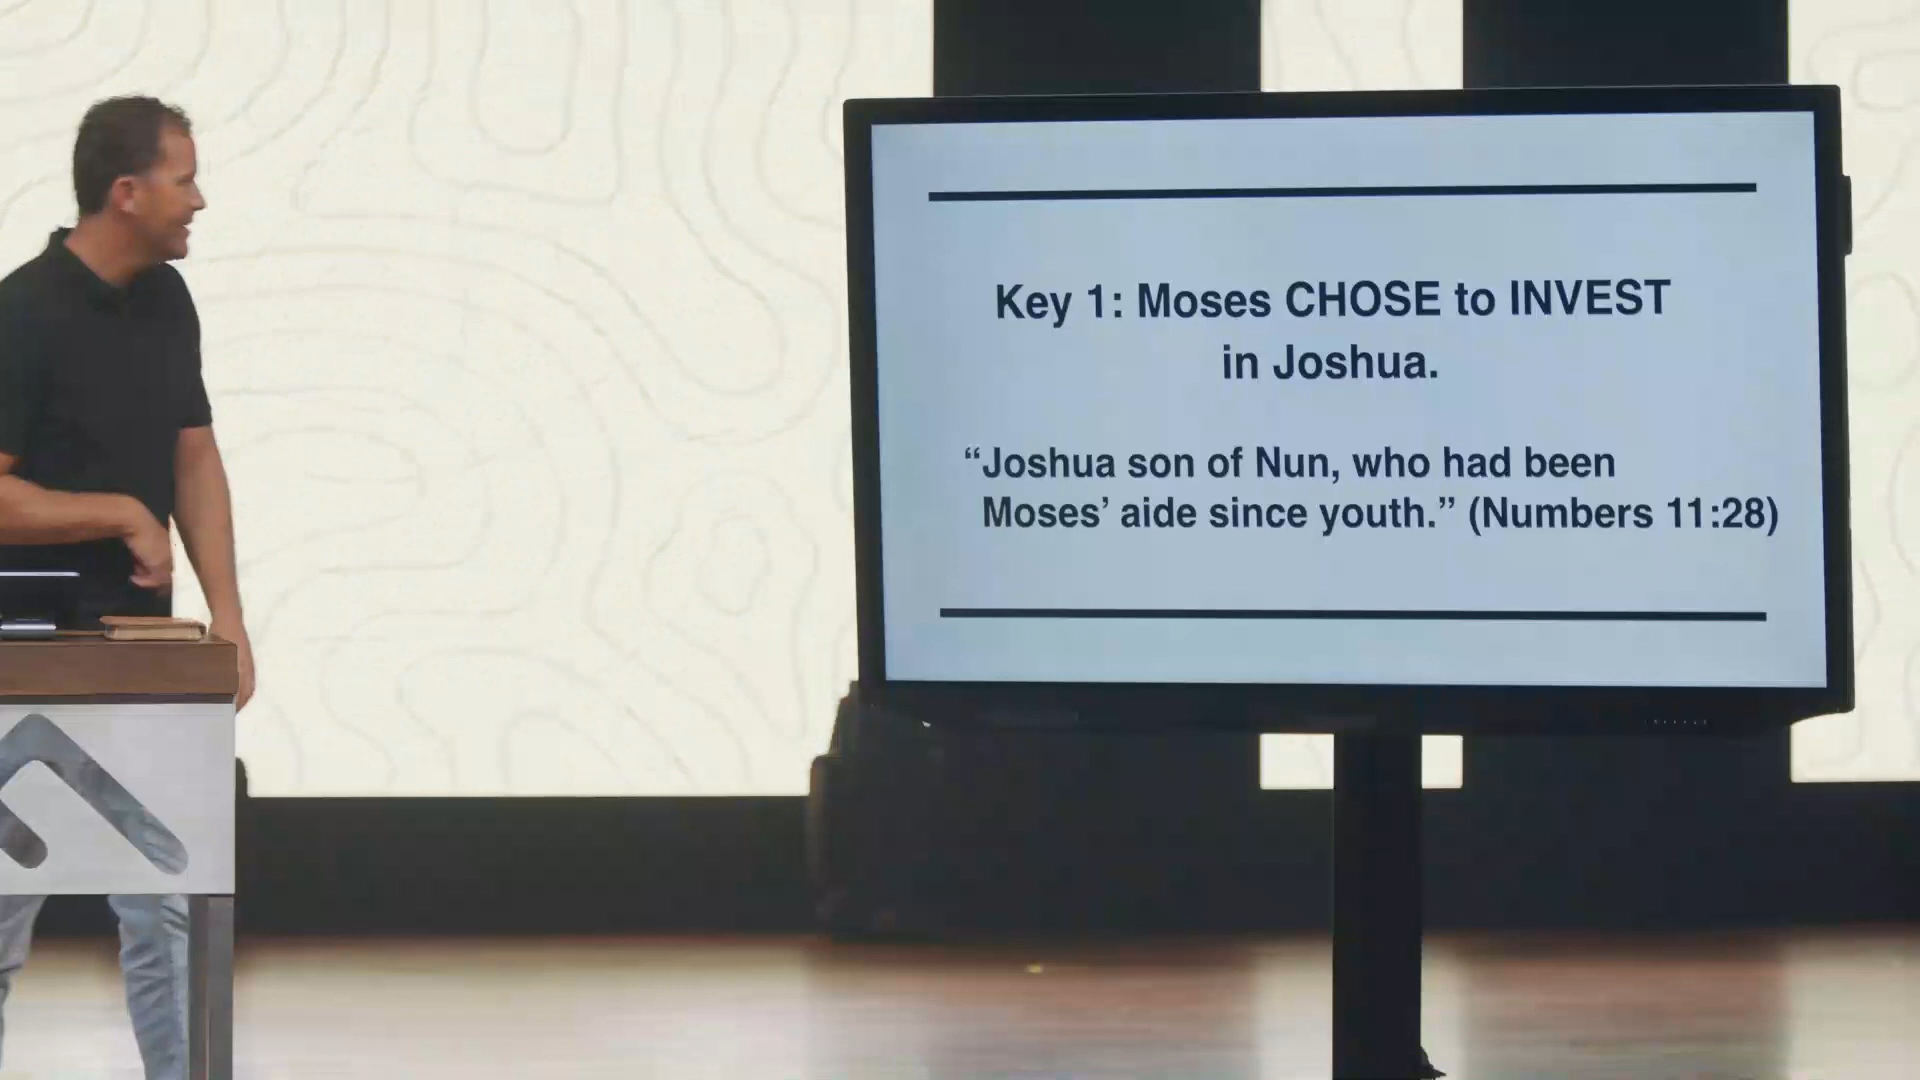 Key 1: Moses CHOSE to INVEST
in Joshua.
“Joshua son of Nun, who had been
Moses’ aide since youth.” (Numbers 11:28)